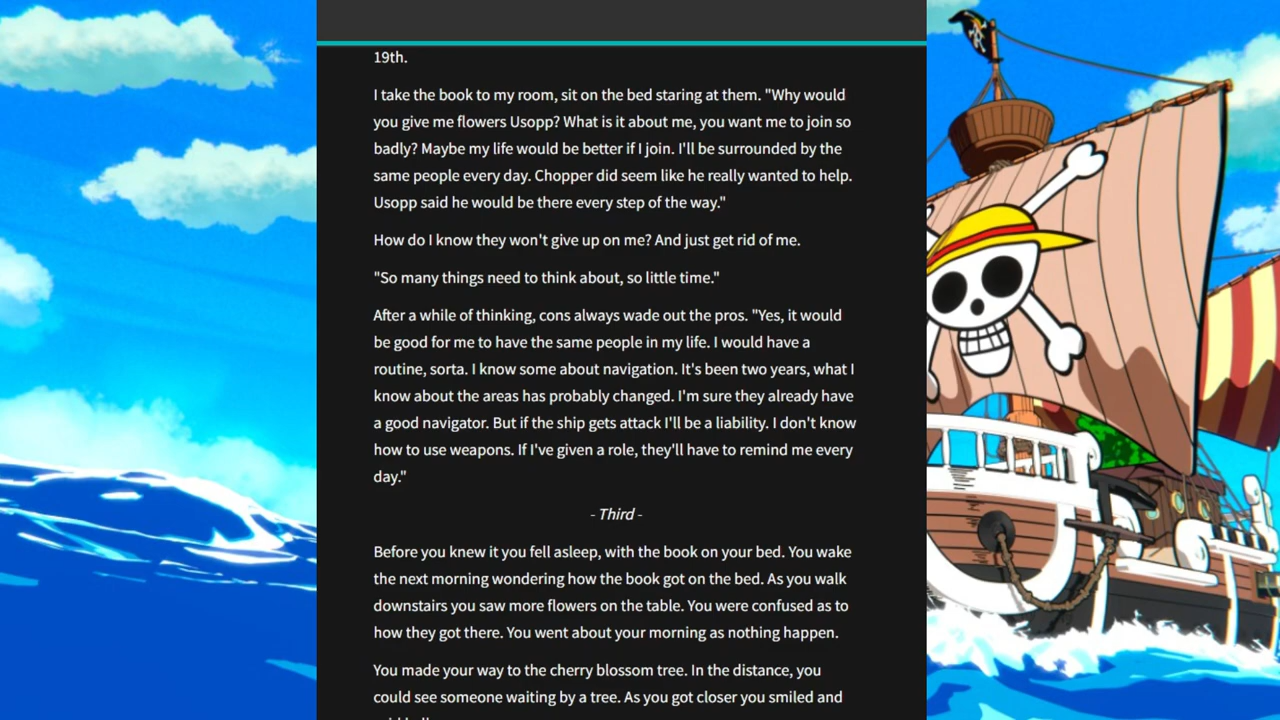 19th.
I take the book to my room, sit on the bed staring at them. "Why would
you give me flowers Usopp? What is it about me, you want me to join so
badly? Maybe my life would be better if I join. I'll be surrounded by the
same people every day. Chopper did seem like he really wanted to help.
Usopp said he would be there every step of the way."
How do I know they won't give up on me? And just get rid of me.
"So many things need to think about, so little time."
After a while of thinking, cons always wade out the pros. "Yes, it would
be good for me to have the same people in my life. I would have a
routine, sorta. I know some about navigation. It's been two years, what I
know about the areas has probably changed. I'm sure they already have
a good navigator. But if the ship gets attack I'll be a liability. I don't know
how to use weapons. If I've given a role, they'll have to remind me every
day."
- Third -
Before you knew it you fell asleep, with the book on your bed. You wake
the next morning wondering how the book got on the bed. As you walk
downstairs you saw more flowers on the table. You were confused as to
how they got there. You went about your morning as nothing happen.
You made your way to the cherry blossom tree. In the distance, you
could see someone waiting by a tree. As you got closer you smiled and